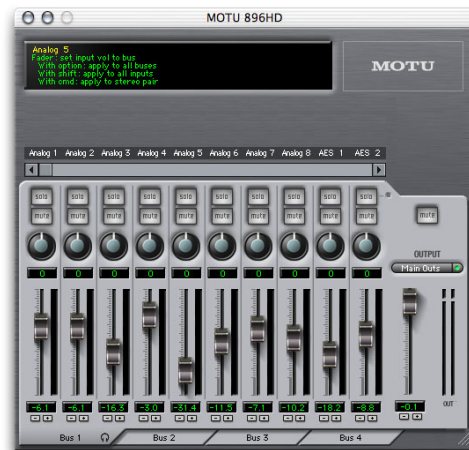 MOTU 896HD
Analog 5
Fader: set input vol to bus
With option: apply to all buses
With shift: apply to all inputs
With cmd: apply to stereo pair
MOTU
Analog 1 Analog 2 Analog 3 Analog 4 Analog 5 Analog 6 Analog 7 Analog 8 AES 1 AES 2
solo solo solo solo solo solo solo solo solo solo
mute mute mute mute mute mute mute mute mute mute mute
OUTPUT
Main Outs
0 0 0 0 0 0 0 0 0 0
-6.1 -6.1 -16.3 -3.0 -31.4 -11.5 -7.1 -10.2 -18.2 -8.8 -0.1 OUT
Bus 1 Bus 2 Bus 3 Bus 4